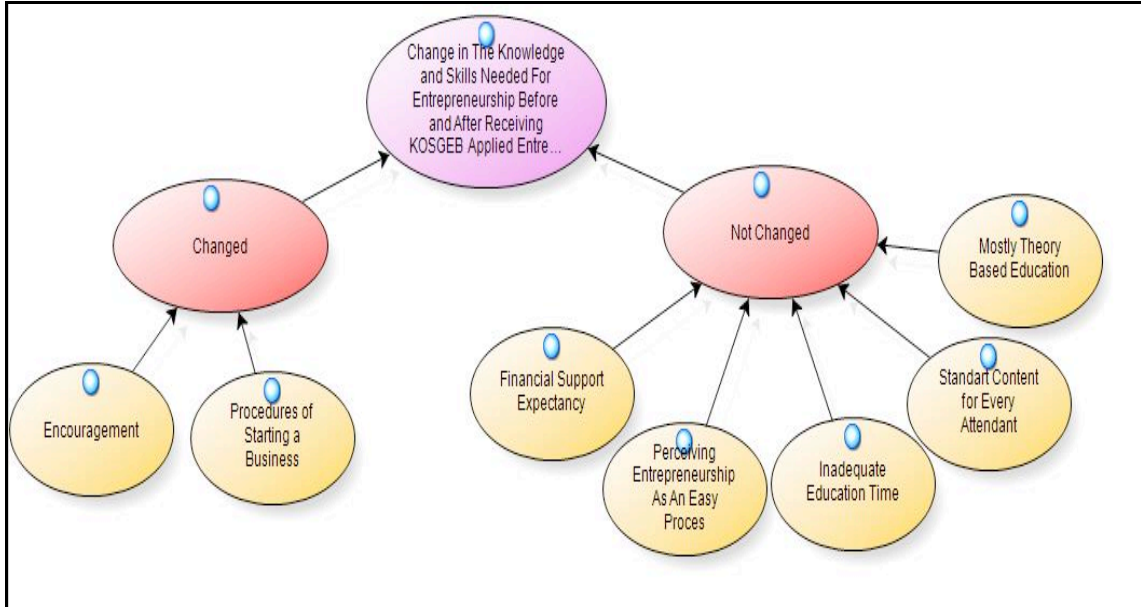 Change in The Knowledge
and Skills Needed For
Entrepreneurship Before
and After Receiving
KOSGEB Applied Entre...
Changed
Not Changed
Mostly Theory
Based Education
Encouragement
Procedures of
Starting a
Business
Financial Support
Expectancy
Perceiving
Entrepreneurship
As An Easy
Proces
Inadequate
Education Time
Standart Content
for Every
Attendant